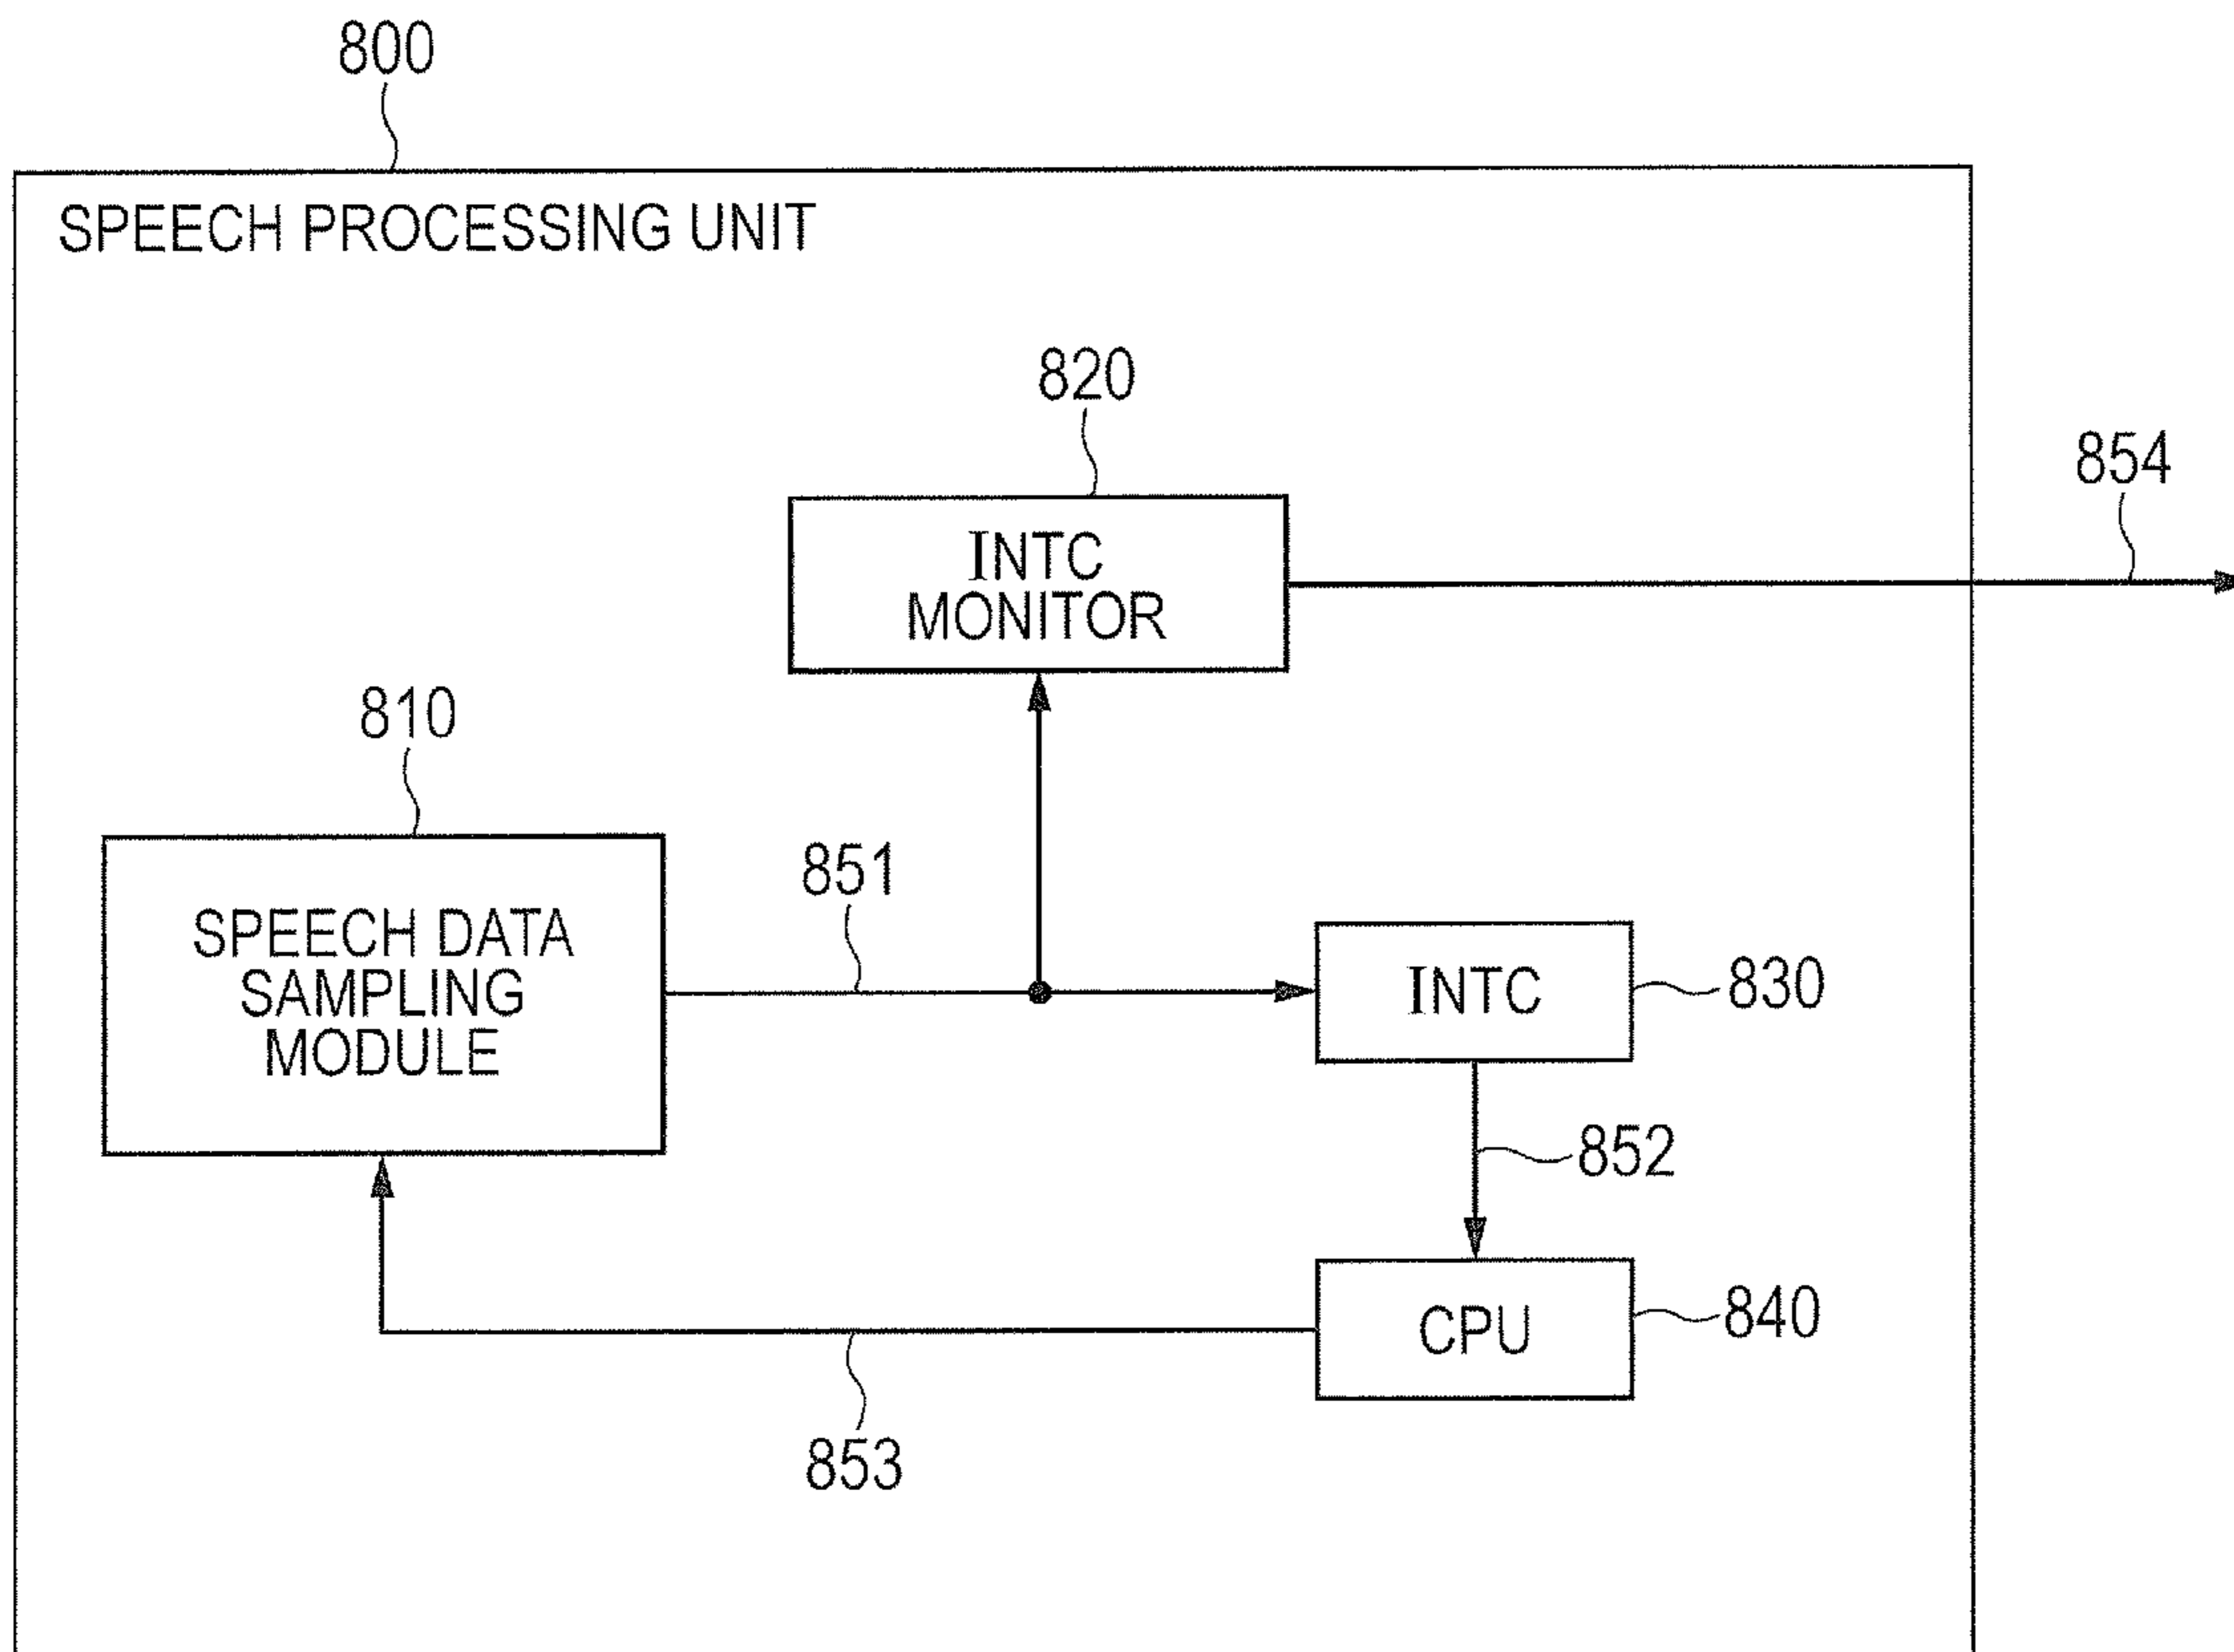 800
SPEECH PROCESSING UNIT
820
854
INTC
MONITOR
810
851
SPEECH DATA
SAMPLING
MODULE
INTC
830
852
CPU
840
853